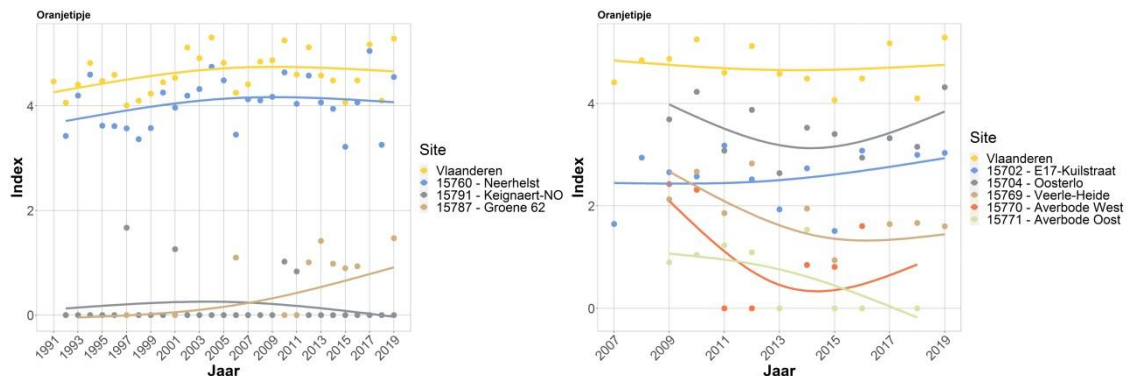 Oranjetipje
Index
4
2
0
1991
1993
1995
1997
1999
2001
2003
2005
2007
2009
2011
2013
2015
2017
2019
Jaar
Site
Vlaanderen
15760 - Neerhelst
15791 - Keignaert-NO
15787 - Groene 62
Oranjetipje
Index
4
2
0
2007
2009
2011
2013
2015
2017
2019
Jaar
Site
Vlaanderen
15702 - E17-Kuilstraat
15704 - Oosterlo
15769 - Veerle-Heide
15770 - Averbode West
15771 - Averbode Oost